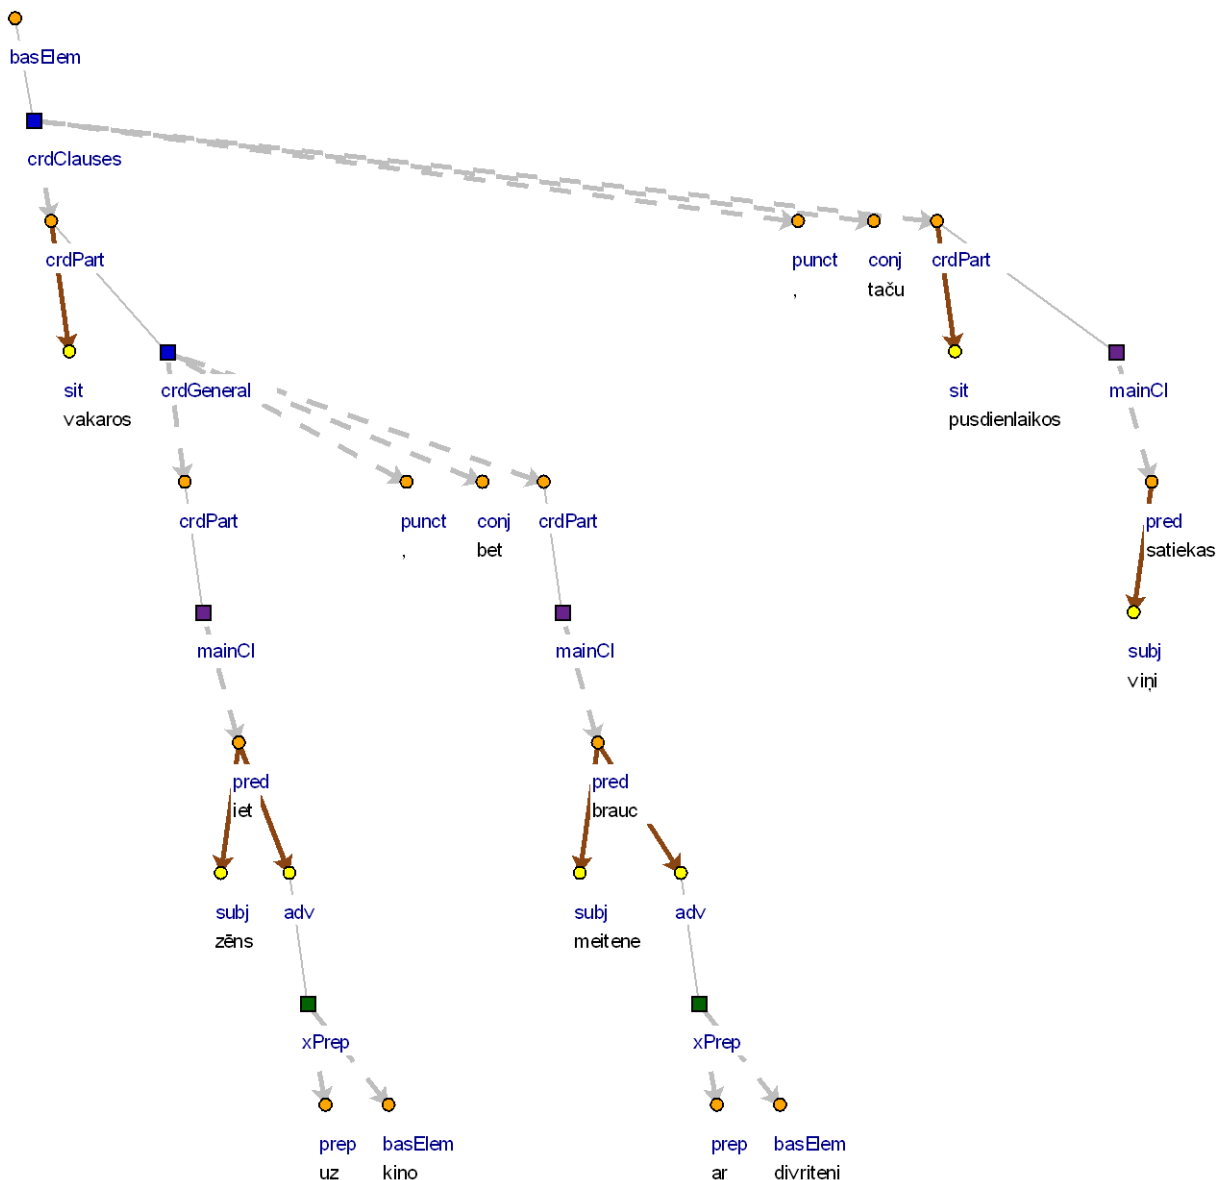 basElem
crdClauses
crdPart punct conj crdPart
, taču
sit crdGeneral sit mainCl
vakaros pusdienlaikos
crdPart punct conj crdPart pred
, bet satiekas
mainCl mainCl subj
viņi
pred pred
iet brauc
subj adv subj adv
zēns meitene
xPrep xPrep
prep basElem prep basElem
uz kino ar divriteni